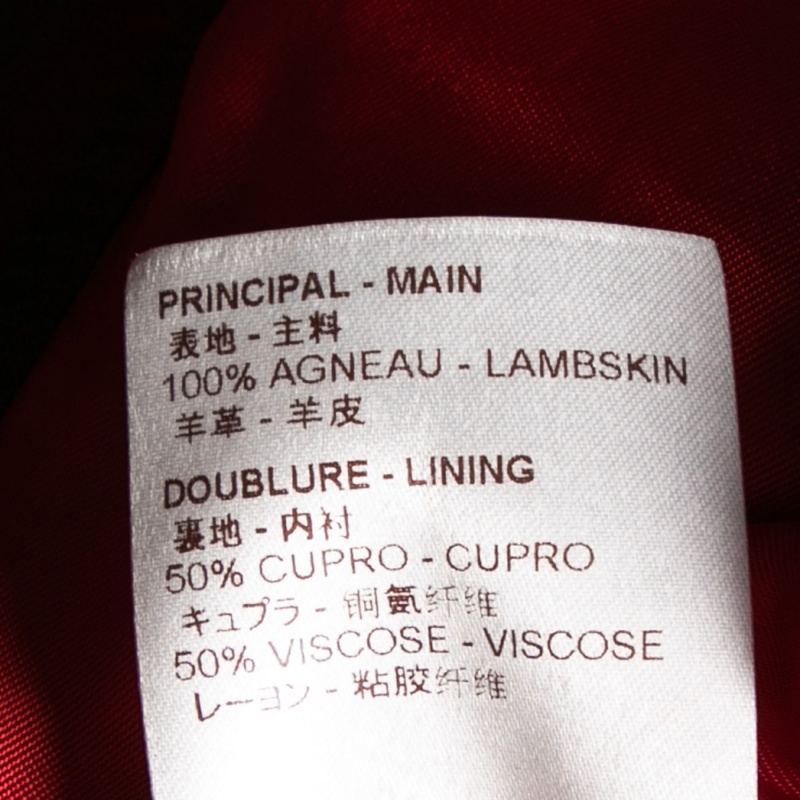 PRINCIPAL - MAIN
表地 - 主料
100% AGNEAU - LAMBSKIN
羊革 - 羊皮
DOUBLURE - LINING
裏地 - 内衬
50% CUPRO - CUPRO
キュプラ - 铜氨纤维
50% VISCOSE - VISCOSE
レーヨン - 粘胶纤维